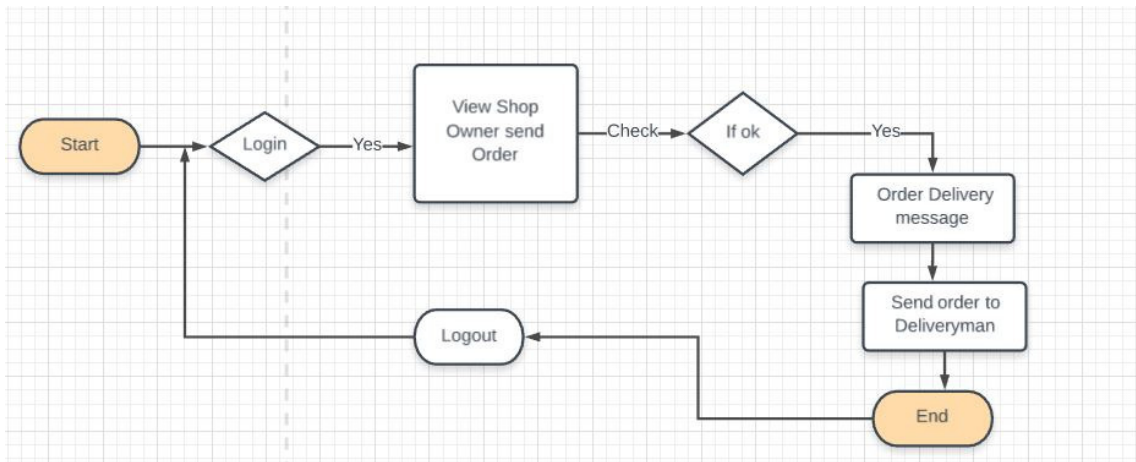 Start
Login
Yes
View Shop
Owner send
Order
Check
If ok
Yes
Order Delivery
message
Send order to
Deliveryman
Logout
End